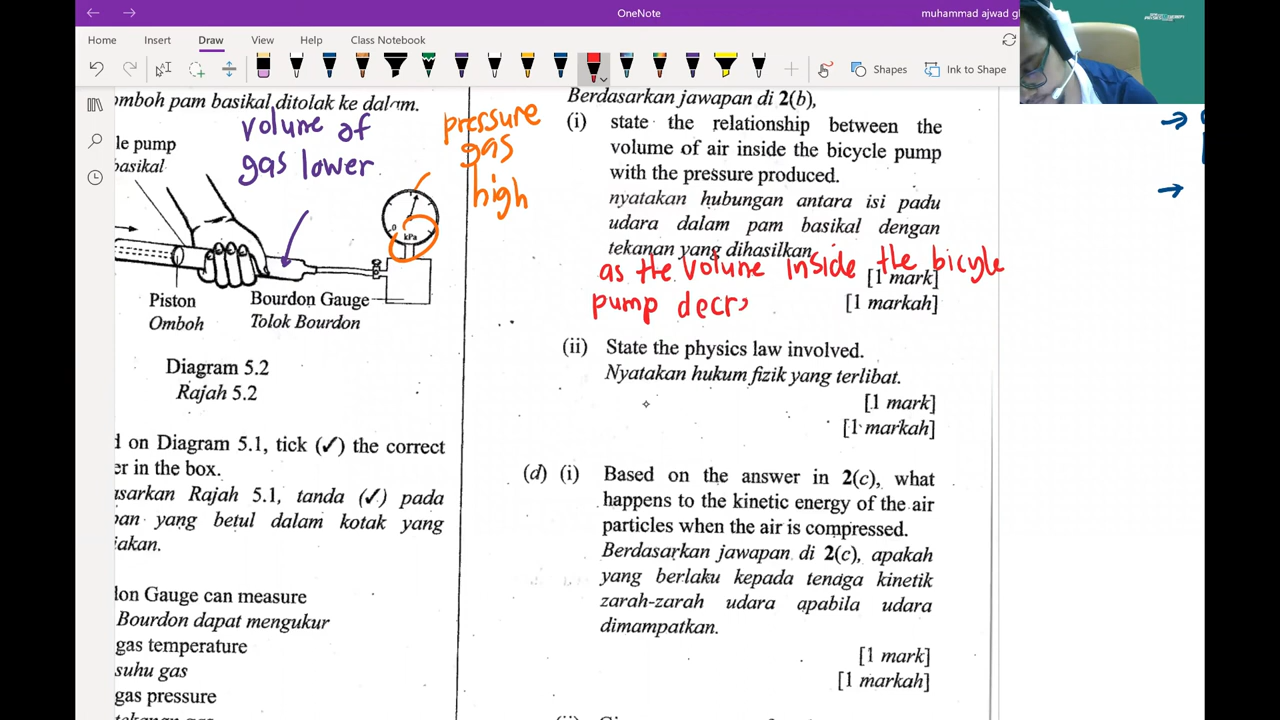 OneNote
muhammad ajwad gh
Home Insert Draw View Help Class Notebook
Shapes Ink to Shape
omboh pam basikal ditolak ke dalam.
volune of
gas lower
pressure
gas
high
le pump
basikal
0
kPa
Piston
Omboh
Bourdon Gauge
Tolok Bourdon
Diagram 5.2
Rajah 5.2
d on Diagram 5.1, tick (✓) the correct
er in the box.
asarkan Rajah 5.1, tanda (✓) pada
pan yang betul dalam kotak yang
iakan.
don Gauge can measure
Bourdon dapat mengukur
gas temperature
suhu gas
gas pressure
tekanan gas
Berdasarkan jawapan di 2(b),
(i) state the relationship between the
volume of air inside the bicycle pump
with the pressure produced.
nyatakan hubungan antara isi padu
udara dalam pam basikal dengan
tekanan yang dihasilkan
as the volune inside the bicycle
[1 mark]
pump decr
[1 markah]
(ii) State the physics law involved.
Nyatakan hukum fizik yang terlibat.
[1 mark]
[1 markah]
(d) (i) Based on the answer in 2(c), what
happens to the kinetic energy of the air
particles when the air is compressed.
Berdasarkan jawapan di 2(c), apakah
yang berlaku kepada tenaga kinetik
zarah-zarah udara apabila udara
dimampatkan.
[1 mark]
[1 markah]